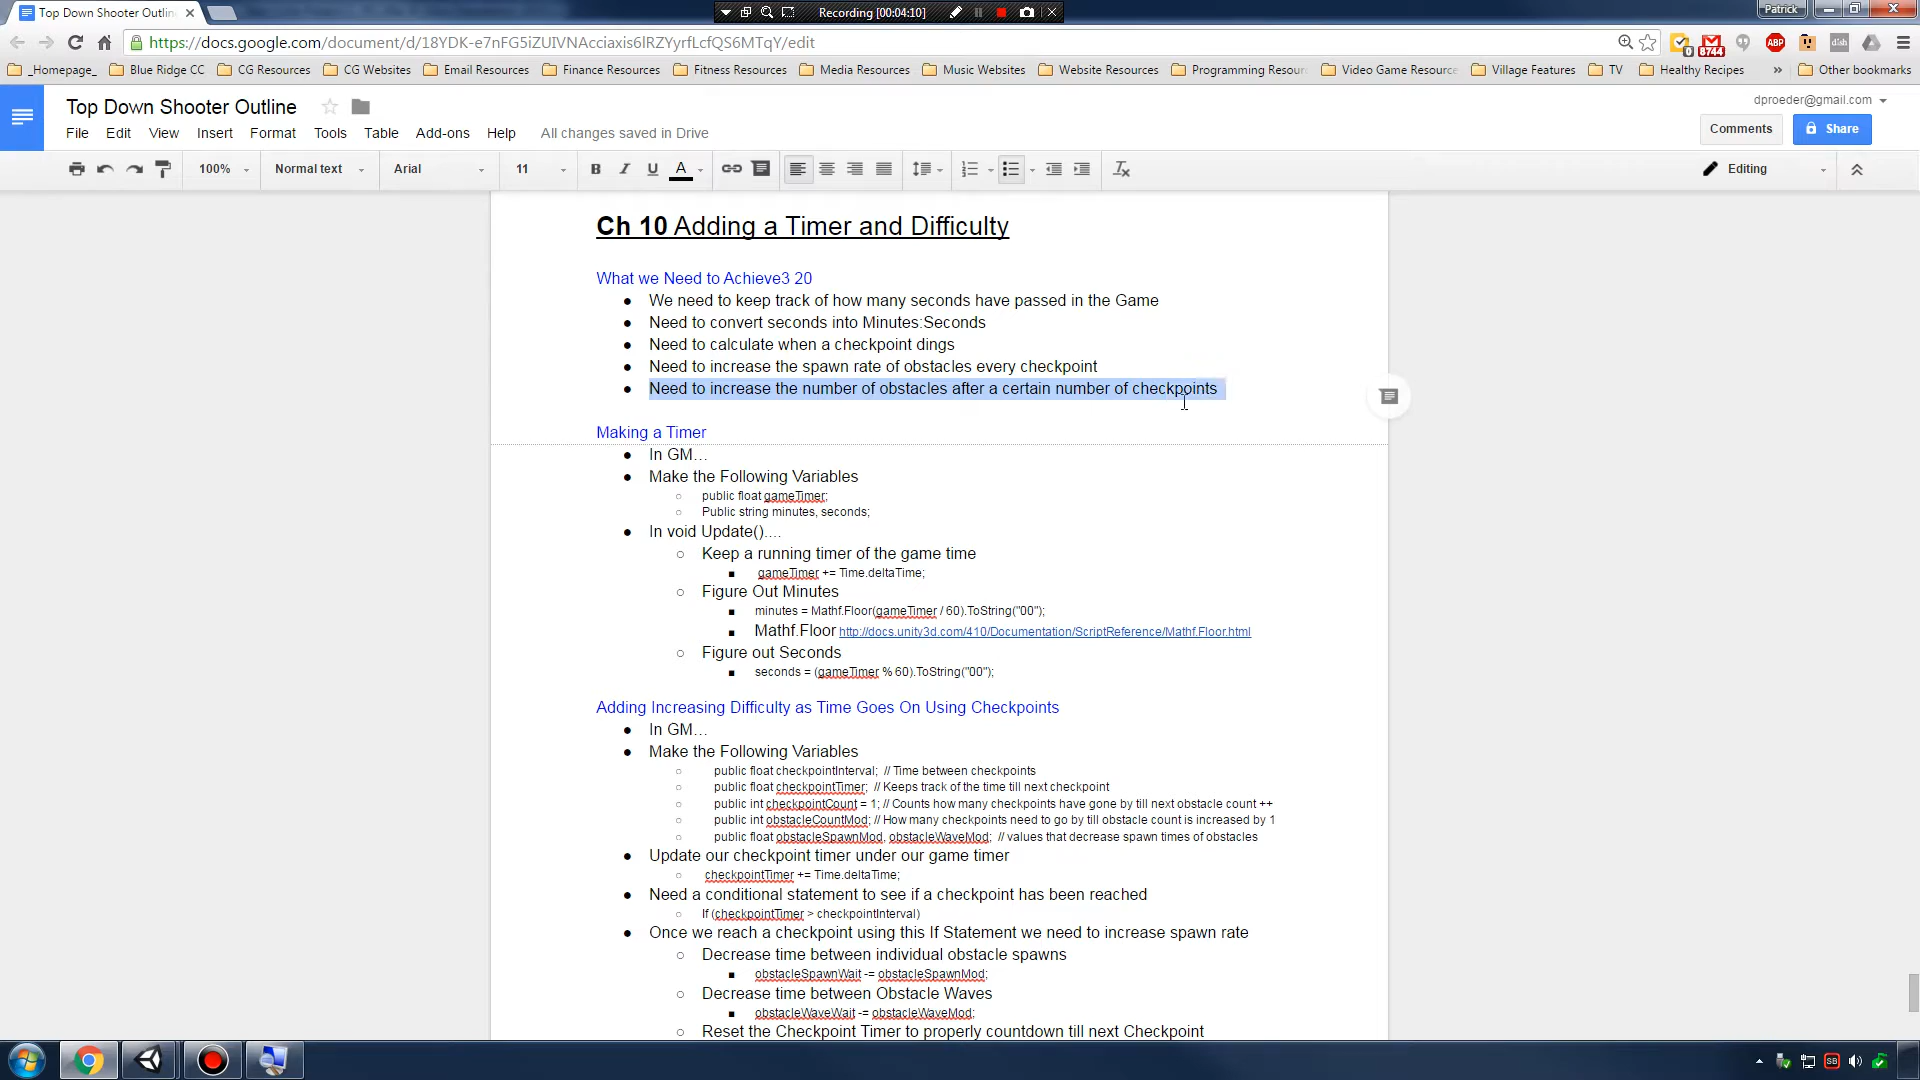 Top Down Shooter Outlin
Recording [00:04:10]
Patrick
https://docs.google.com/document/d/18YDK-e7nFG5iZUIVNAcciaxis6lRZYyrfLcfQS6MTqY/edit
0
8744
ABP
dish
_Homepage_
Blue Ridge CC
CG Resources
CG Websites
Email Resources
Finance Resources
Fitness Resources
Media Resources
Music Websites
Website Resources
Programming Resour
Video Game Resource
Village Features
TV
Healthy Recipes
»
Other bookmarks
Top Down Shooter Outline
dproeder@gmail.com
File Edit View Insert Format Tools Table Add-ons Help All changes saved in Drive
Comments
Share
100% Normal text Arial 11 B I U A Editing
Ch 10 Adding a Timer and Difficulty
What we Need to Achieve3 20
● We need to keep track of how many seconds have passed in the Game
● Need to convert seconds into Minutes:Seconds
● Need to calculate when a checkpoint dings
● Need to increase the spawn rate of obstacles every checkpoint
● Need to increase the number of obstacles after a certain number of checkpoints
Making a Timer
● In GM…
● Make the Following Variables
○ public float gameTimer;
○ Public string minutes, seconds;
● In void Update()....
○ Keep a running timer of the game time
■ gameTimer += Time.deltaTime;
○ Figure Out Minutes
■ minutes = Mathf.Floor(gameTimer / 60).ToString("00");
■ Mathf.Floor http://docs.unity3d.com/410/Documentation/ScriptReference/Mathf.Floor.html
○ Figure out Seconds
■ seconds = (gameTimer % 60).ToString("00");
Adding Increasing Difficulty as Time Goes On Using Checkpoints
● In GM…
● Make the Following Variables
○ public float checkpointInterval; // Time between checkpoints
○ public float checkpointTimer; // Keeps track of the time till next checkpoint
○ public int checkpointCount = 1; // Counts how many checkpoints have gone by till next obstacle count ++
○ public int obstacleCountMod; // How many checkpoints need to go by till obstacle count is increased by 1
○ public float obstacleSpawnMod, obstacleWaveMod; // values that decrease spawn times of obstacles
● Update our checkpoint timer under our game timer
○ checkpointTimer += Time.deltaTime;
● Need a conditional statement to see if a checkpoint has been reached
○ If (checkpointTimer > checkpointInterval)
● Once we reach a checkpoint using this If Statement we need to increase spawn rate
○ Decrease time between individual obstacle spawns
■ obstacleSpawnWait -= obstacleSpawnMod;
○ Decrease time between Obstacle Waves
■ obstacleWaveWait -= obstacleWaveMod;
○ Reset the Checkpoint Timer to properly countdown till next Checkpoint
SB